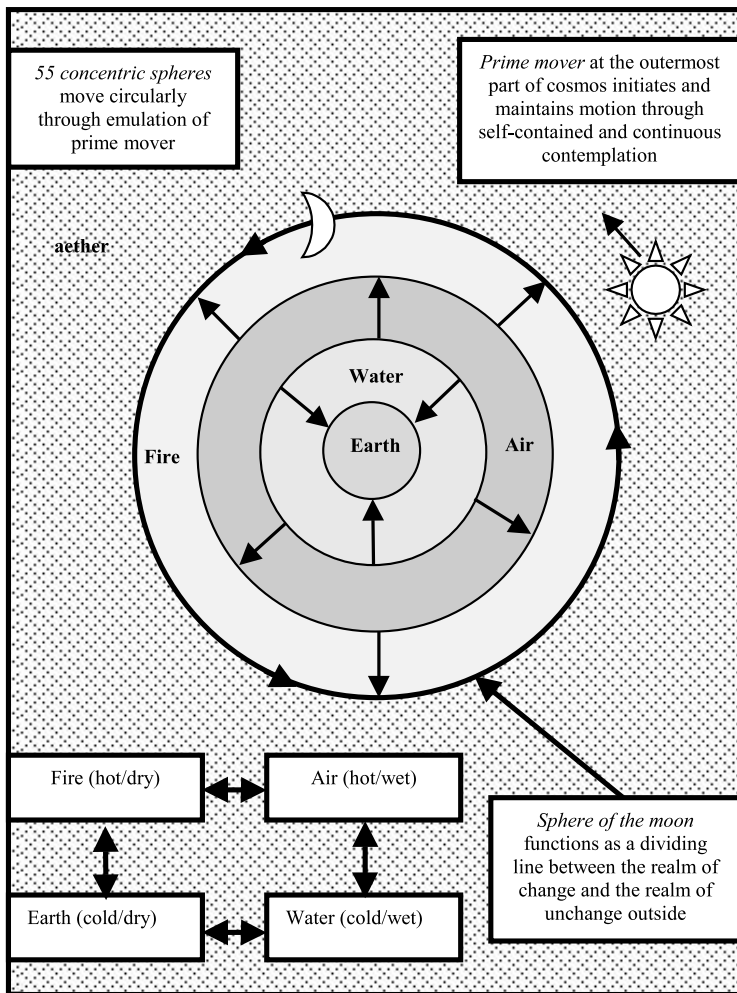 55 concentric spheres
move circularly
through emulation of
prime mover
Prime mover at the outermost
part of cosmos initiates and
maintains motion through
self-contained and continuous
contemplation
aether
Water
Earth
Fire
Air
Fire (hot/dry)
Air (hot/wet)
Earth (cold/dry)
Water (cold/wet)
Sphere of the moon
functions as a dividing
line between the realm of
change and the realm of
unchange outside